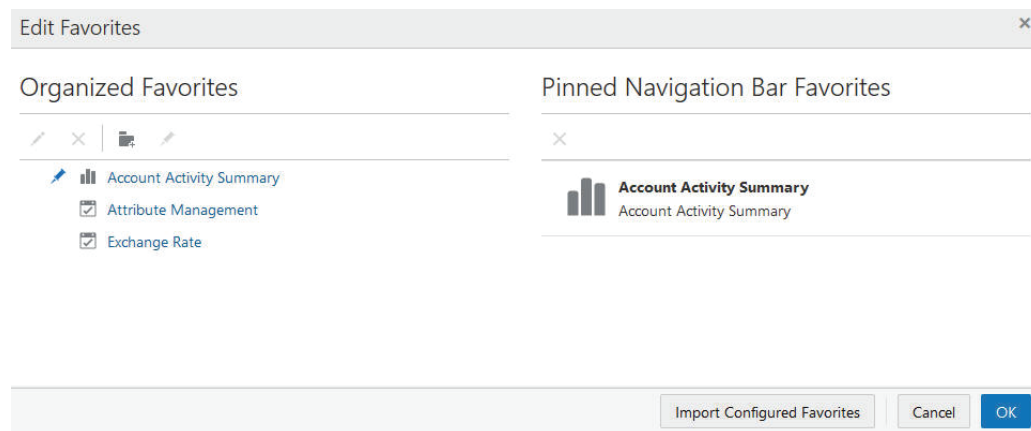 Edit Favorites
Organized Favorites
Account Activity Summary
Attribute Management
Exchange Rate
Pinned Navigation Bar Favorites
Account Activity Summary
Account Activity Summary
Import Configured Favorites
Cancel
OK